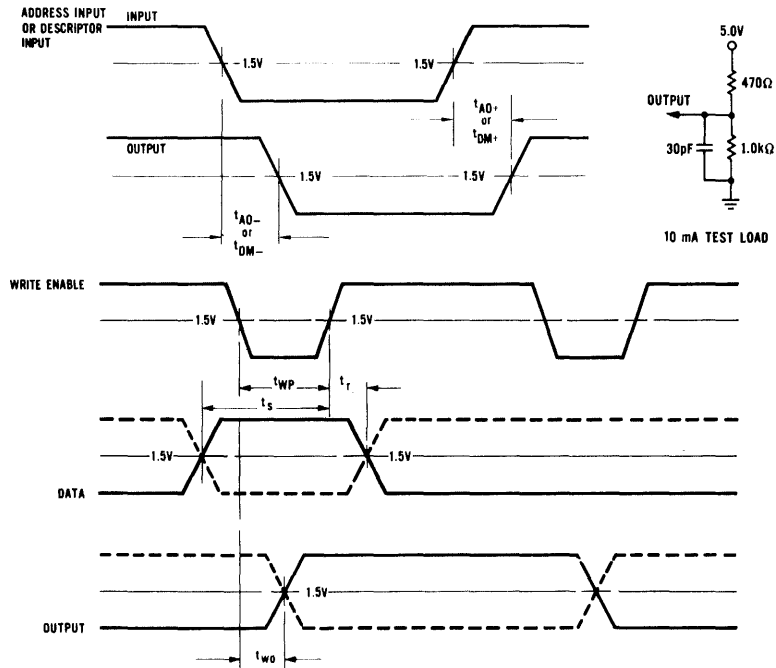 ADDRESS INPUT
OR DESCRIPTOR
INPUT
INPUT
1.5V
1.5V
tAO+
or
tDM+
OUTPUT
1.5V
1.5V
tAO−
or
tDM−
5.0V
470Ω
OUTPUT
30pF
1.0kΩ
10 mA TEST LOAD
WRITE ENABLE
1.5V
1.5V
tWP
tr
ts
1.5V
1.5V
DATA
1.5V
OUTPUT
twO